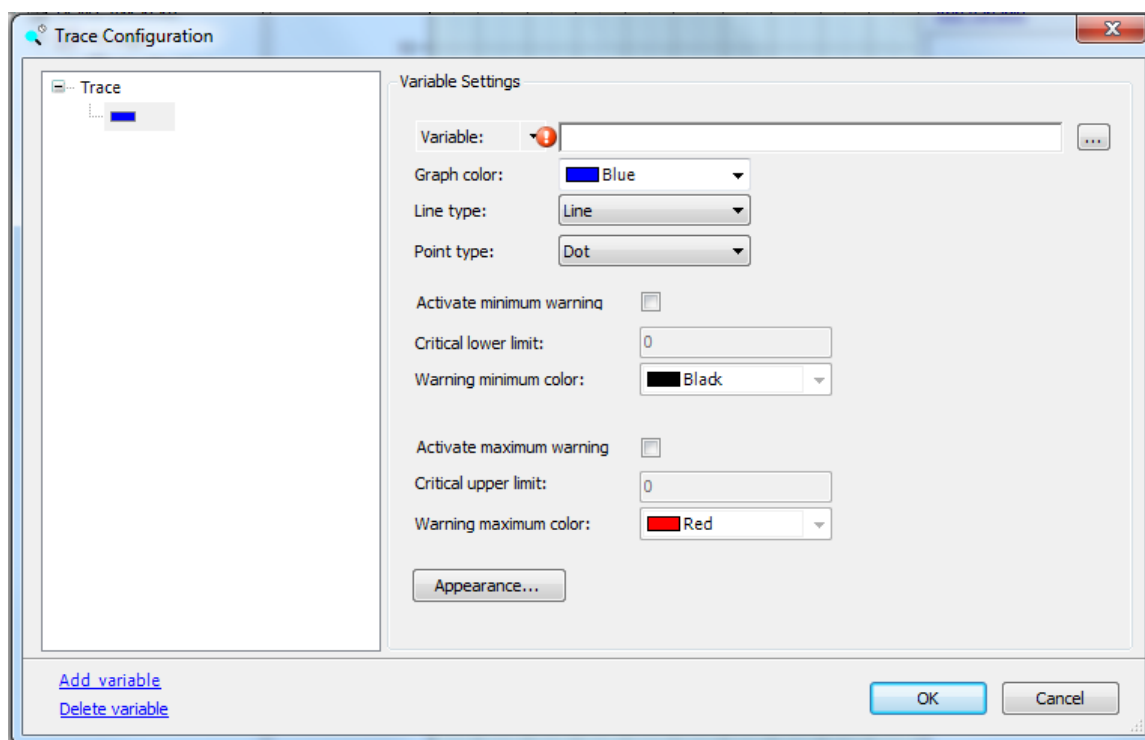 Trace Configuration
Trace
Variable Settings
Variable:
...
Graph color:
Blue
Line type:
Line
Point type:
Dot
Activate minimum warning
Critical lower limit:
0
Warning minimum color:
Black
Activate maximum warning
Critical upper limit:
0
Warning maximum color:
Red
Appearance...
Add variable
Delete variable
OK
Cancel